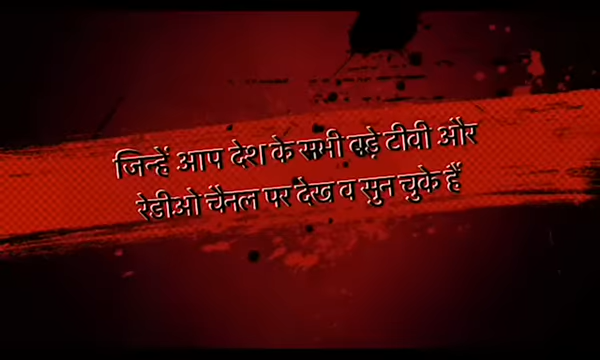 जिन्हें आप देश के सभी बड़े टीवी और
रेडीओ चैनल पर देख व सुन चुके हैं